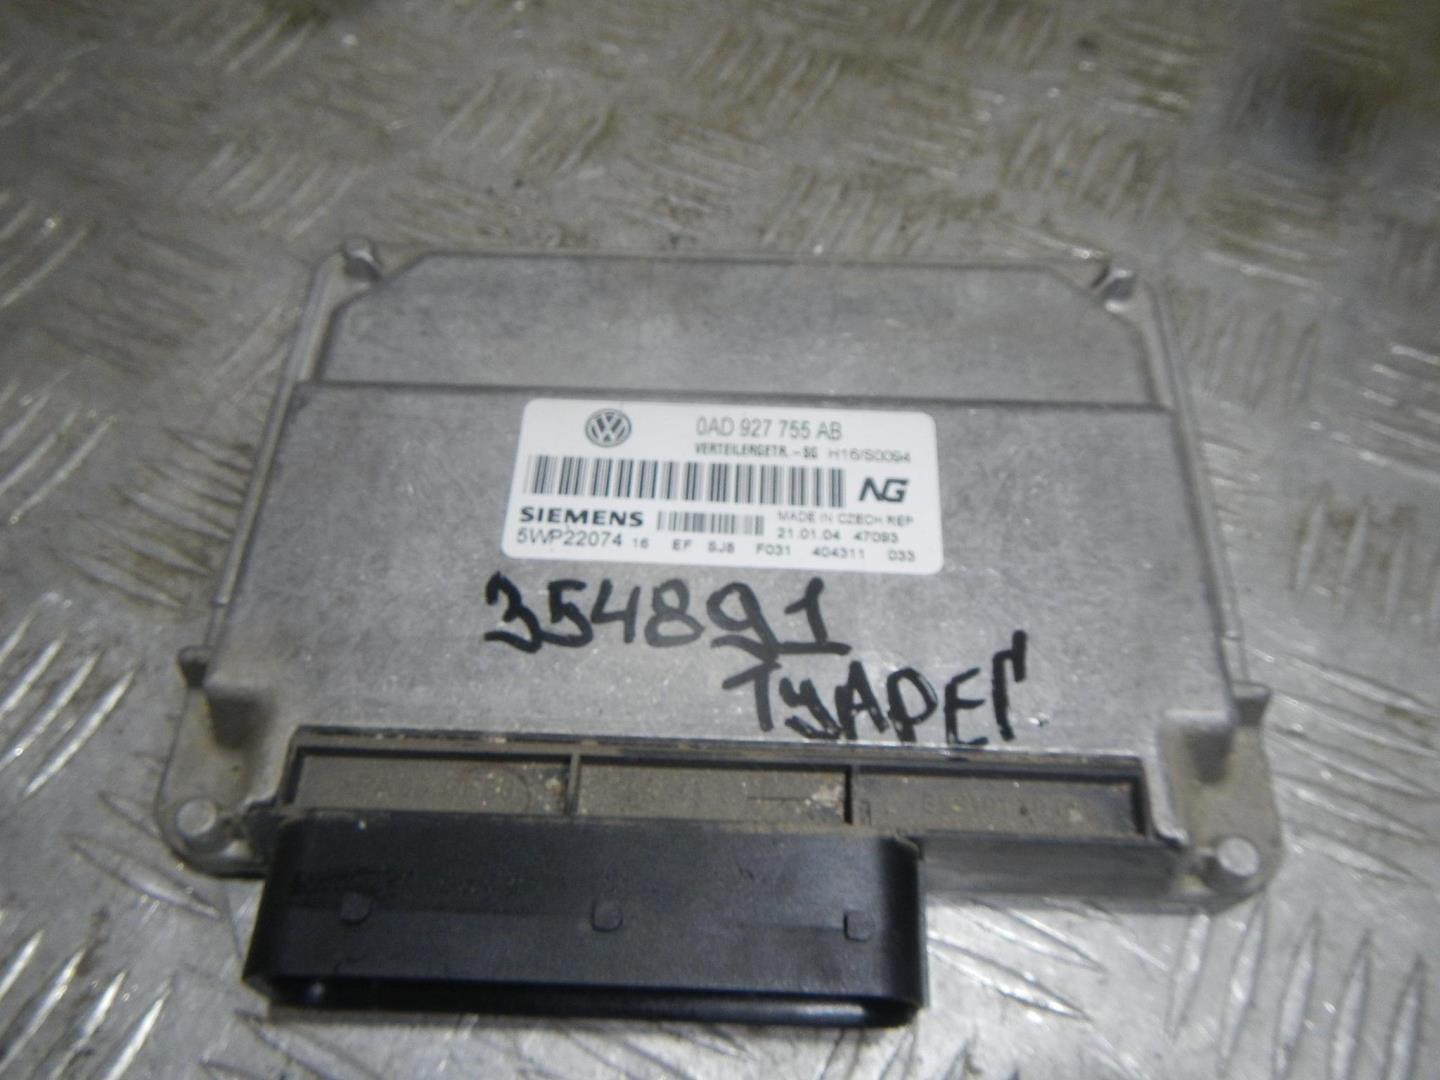 0AD 927 755 AB
VERTEILERGETR.-SG H16/S0094
NG
SIEMENS MADE IN CZECH REP
21.01.04 47093
5WP22074 16 EF SJ8 F031 404311 033
354891
ТУАРЕГ